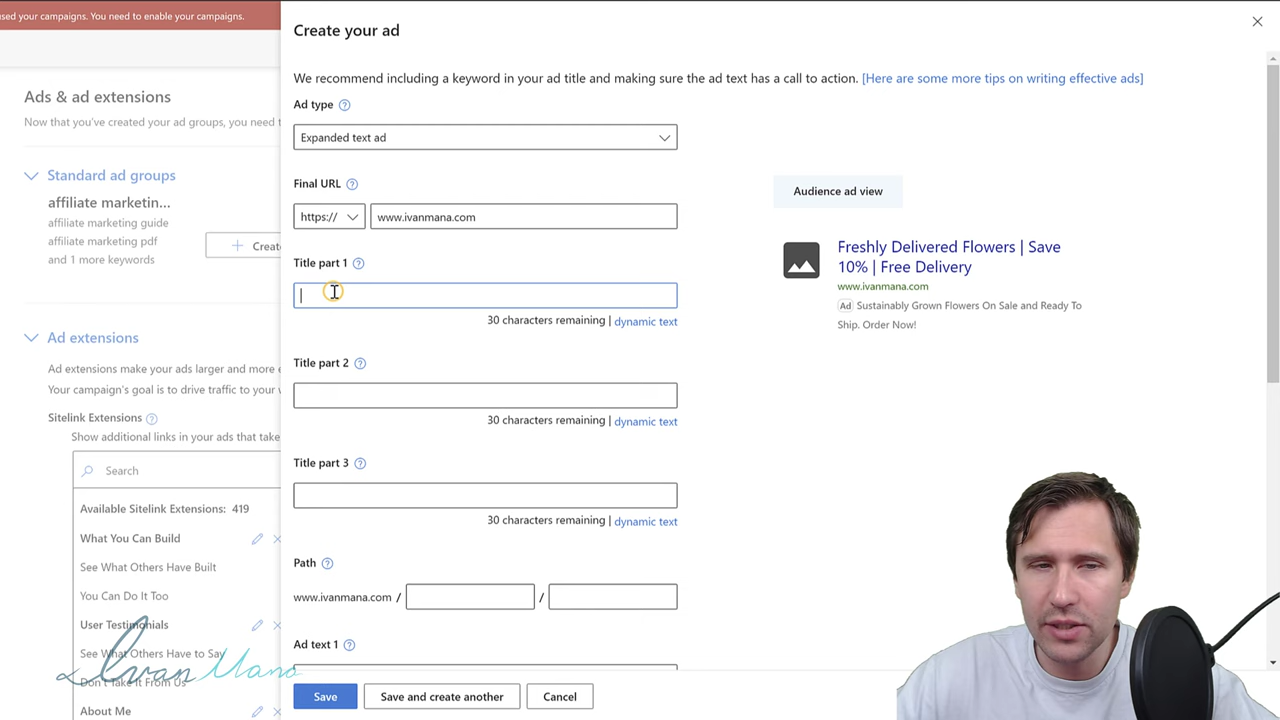 used your campaigns. You need to enable your campaigns.
Create your ad
We recommend including a keyword in your ad title and making sure the ad text has a call to action. [Here are some more tips on writing effective ads]
Ads & ad extensions
Now that you've created your ad groups, you need t
Standard ad groups
affiliate marketin...
affiliate marketing guide
affiliate marketing pdf
and 1 more keywords
Create
Ad extensions
Ad extensions make your ads larger and more e
Your campaign's goal is to drive traffic to your w
Sitelink Extensions
Show additional links in your ads that take
Search
Available Sitelink Extensions: 419
What You Can Build
See What Others Have Built
You Can Do It Too
User Testimonials
See What Others Have to Say
Don't Take It From Us
About Me
Ivan Mana
Ad type
Expanded text ad
Final URL
https://
www.ivanmana.com
Title part 1
30 characters remaining | dynamic text
Title part 2
30 characters remaining | dynamic text
Title part 3
30 characters remaining | dynamic text
Path
www.ivanmana.com / /
Ad text 1
Save
Save and create another
Cancel
Audience ad view
Freshly Delivered Flowers | Save
10% | Free Delivery
www.ivanmana.com
Ad Sustainably Grown Flowers On Sale and Ready To
Ship. Order Now!